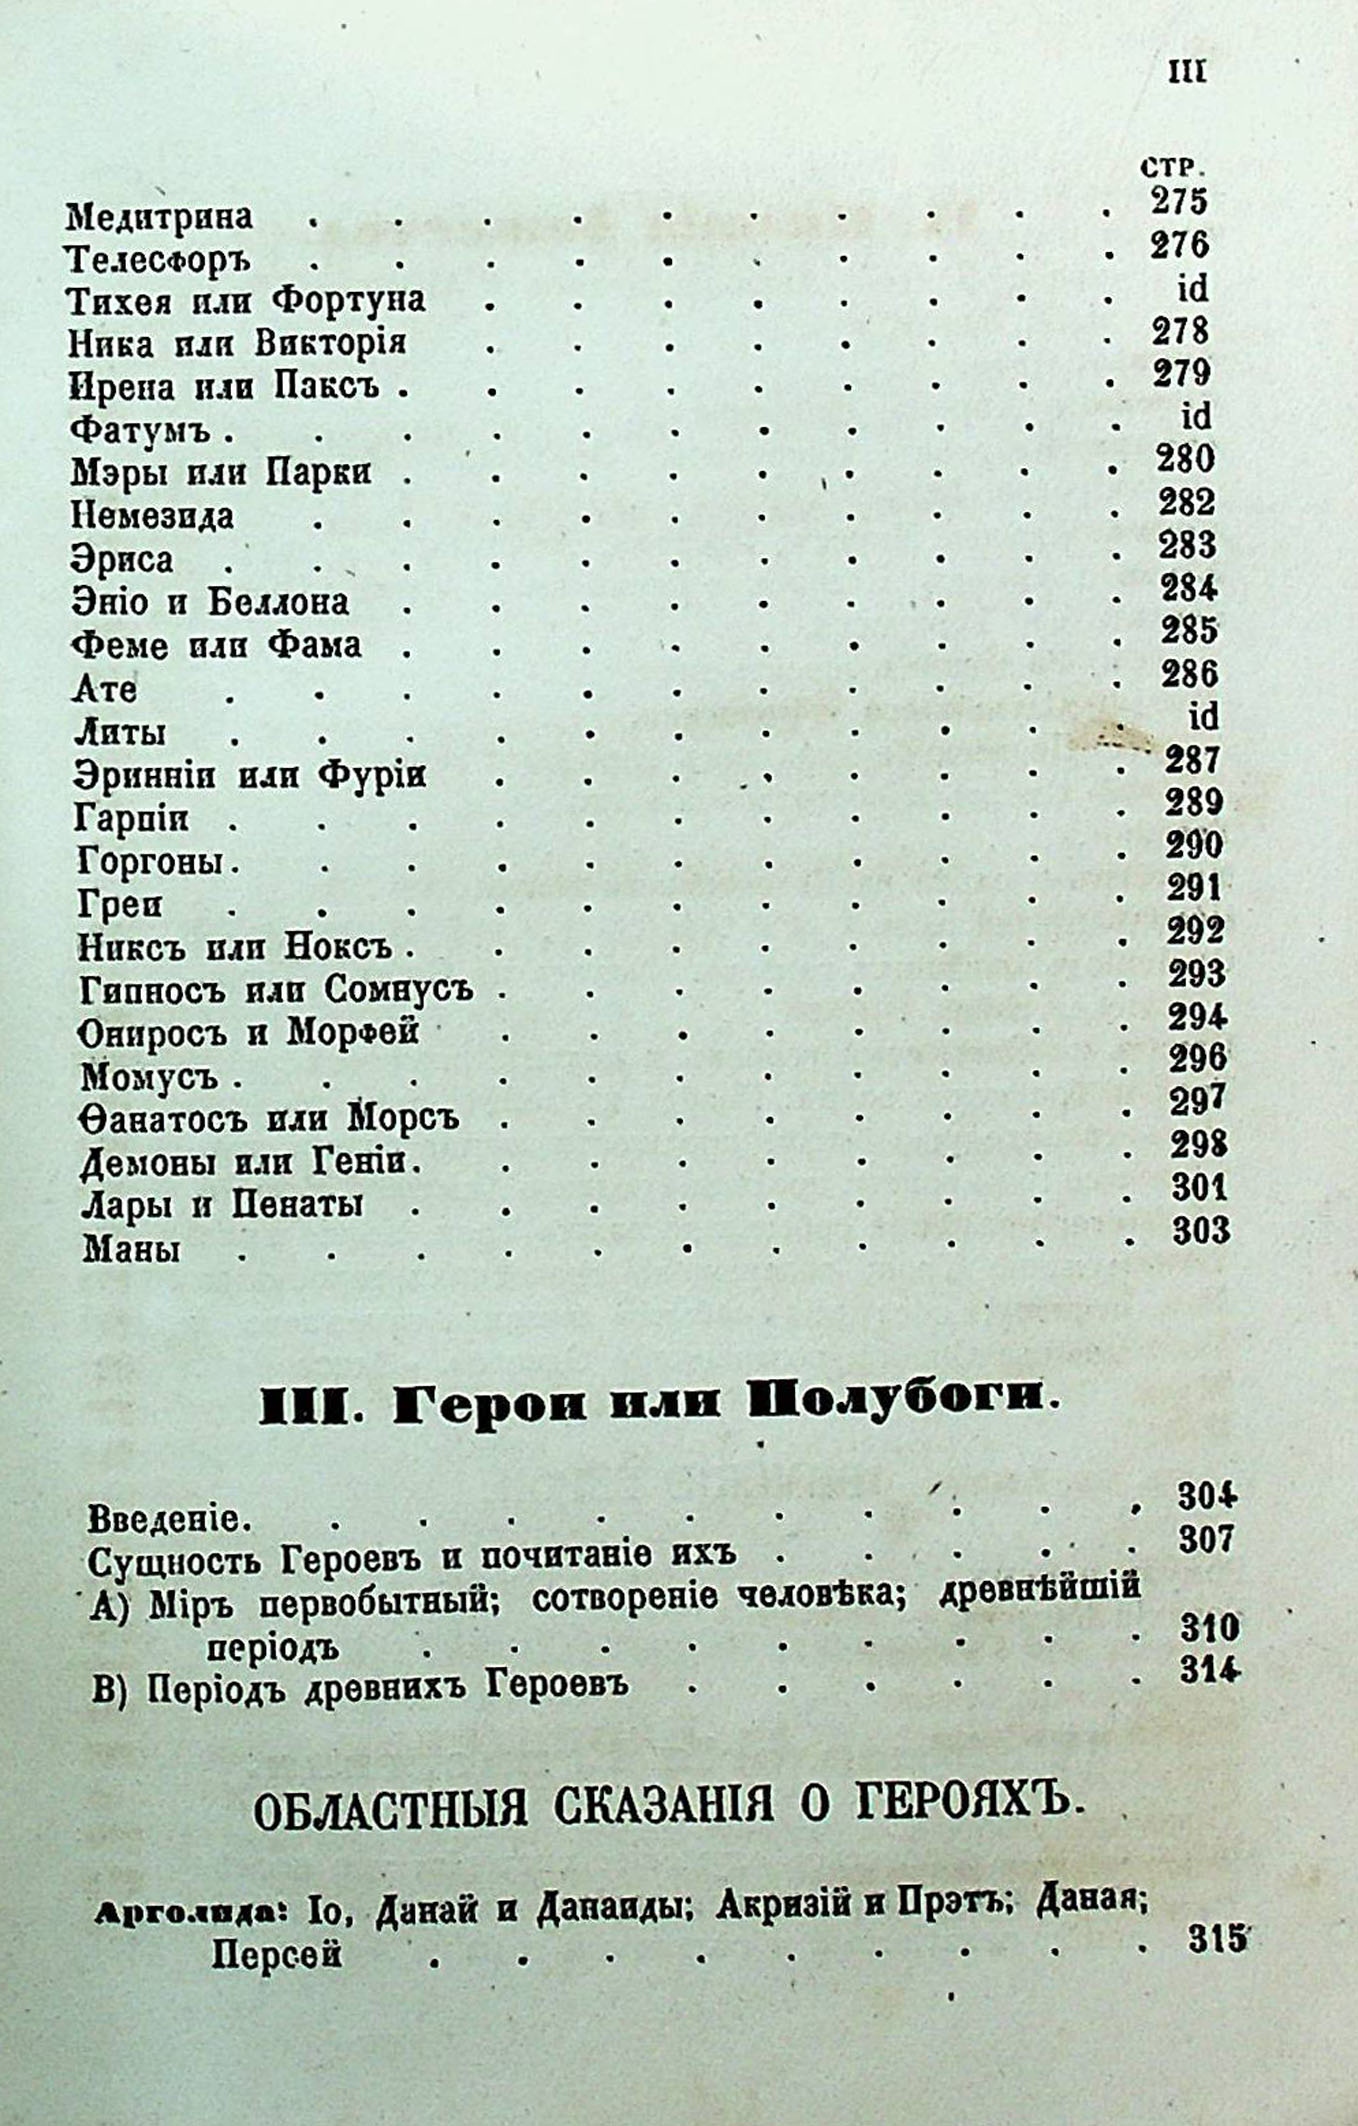 III
СТР.
Медитрина . . . . . . . . . . 275
Телесфоръ . . . . . . . . . . 276
Тихея или Фортуна . . . . . . . . id
Ника или Викторія . . . . . . . . 278
Ирена или Паксъ . . . . . . . . . 279
Фатумъ . . . . . . . . . . . id
Мэры или Парки . . . . . . . . . 280
Немезида . . . . . . . . . . 282
Эриса . . . . . . . . . . . 283
Эніо и Беллона . . . . . . . . . 284
Феме или Фама . . . . . . . . . 285
Ате . . . . . . . . . . . 286
Литы . . . . . . . . . . . id
Эринніи или Фуріи . . . . . . . . 287
Гарпіи . . . . . . . . . . . 289
Горгоны . . . . . . . . . . . 290
Греи . . . . . . . . . . . 291
Никсъ или Ноксъ . . . . . . . . . 292
Гипносъ или Сомнусъ . . . . . . . . 293
Ониросъ и Морфей . . . . . . . . 294
Момусъ . . . . . . . . . . . 296
Ѳанатосъ или Морсъ . . . . . . . . 297
Демоны или Геніи . . . . . . . . . 298
Лары и Пенаты . . . . . . . . . 301
Маны . . . . . . . . . . . 303
III. Герои или Полубоги.
Введеніе. . . . . . . . . . . 304
Сущность Героевъ и почитаніе ихъ . . . . . 307
А) Міръ первобытный; сотвореніе человѣка; древнѣйшій
періодъ . . . . . . . . . 310
В) Періодъ древнихъ Героевъ . . . . . . 314
ОБЛАСТНЫЯ СКАЗАНІЯ О ГЕРОЯХЪ.
Арголида: Іо, Данай и Данаиды; Акризій и Прэтъ; Даная;
Персей . . . . . . . . . 315